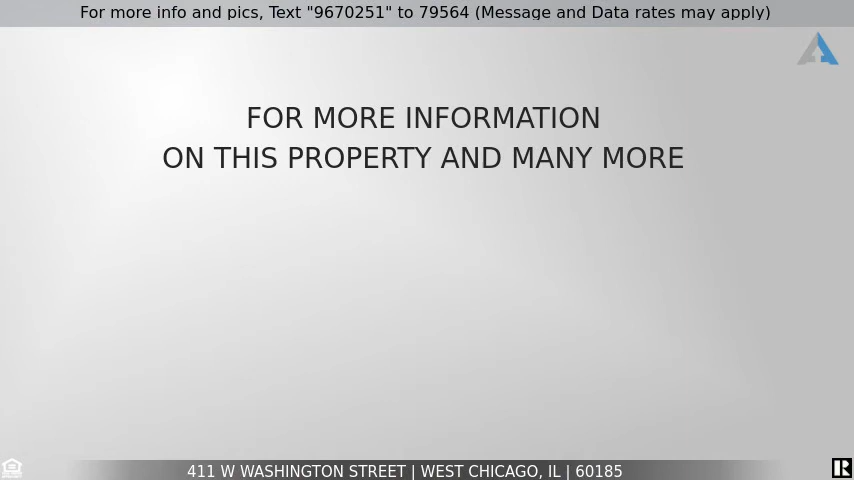 For more info and pics, Text "9670251" to 79564 (Message and Data rates may apply)
FOR MORE INFORMATION
ON THIS PROPERTY AND MANY MORE
411 W WASHINGTON STREET | WEST CHICAGO, IL | 60185